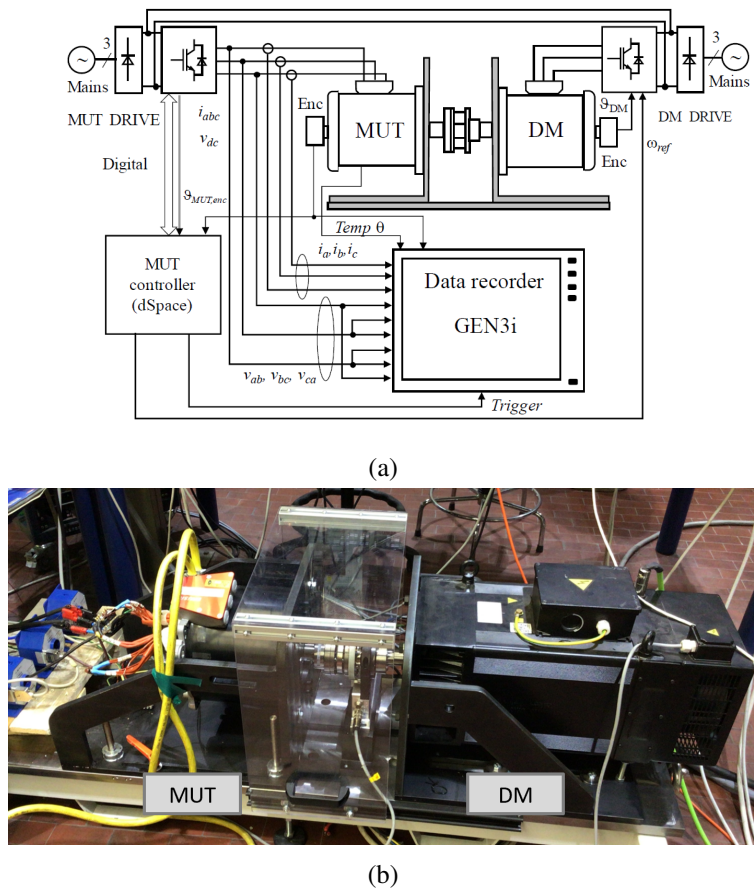 3
Mains
MUT DRIVE
i_abc
v_dc
Digital
ϑ_MUT,enc
Enc
MUT
DM
ϑ_DM
Enc
3
Mains
DM DRIVE
ω_ref
Temp θ
i_a, i_b, i_c
MUT
controller
(dSpace)
Data recorder
GEN3i
v_ab, v_bc, v_ca
Trigger
(a)
MUT
DM
(b)